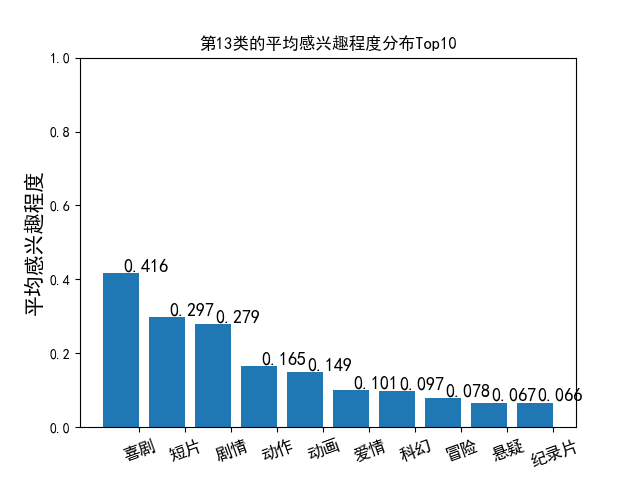 第13类的平均感兴趣程度分布Top10
平均感兴趣程度
1.0
0.8
0.6
0.4
0.2
0.0
0.416
0.297
0.279
0.165
0.149
0.101
0.097
0.078
0.067
0.066
喜剧
短片
剧情
动作
动画
爱情
科幻
冒险
悬疑
纪录片